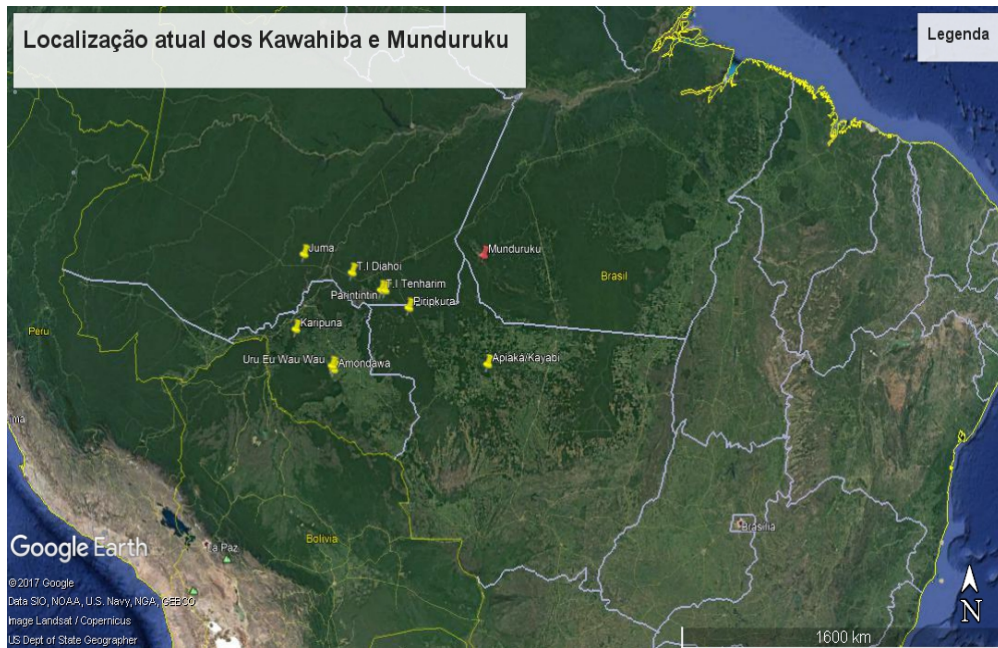 Localização atual dos Kawahiba e Munduruku
Legenda
Juma
Munduruku
T.I Diahoi
Brasil
T.I Tenharim
Parintintin
Piripkura
Karipuna
Peru
Uru Eu Wau Wau
Amondawa
Apiaká/Kayabi
ma
Brasília
Bolivia
La Paz
Google Earth
©2017 Google
Data SIO, NOAA, U.S. Navy, NGA, GEBCO
Image Landsat / Copernicus
US Dept of State Geographer
N
1600 km